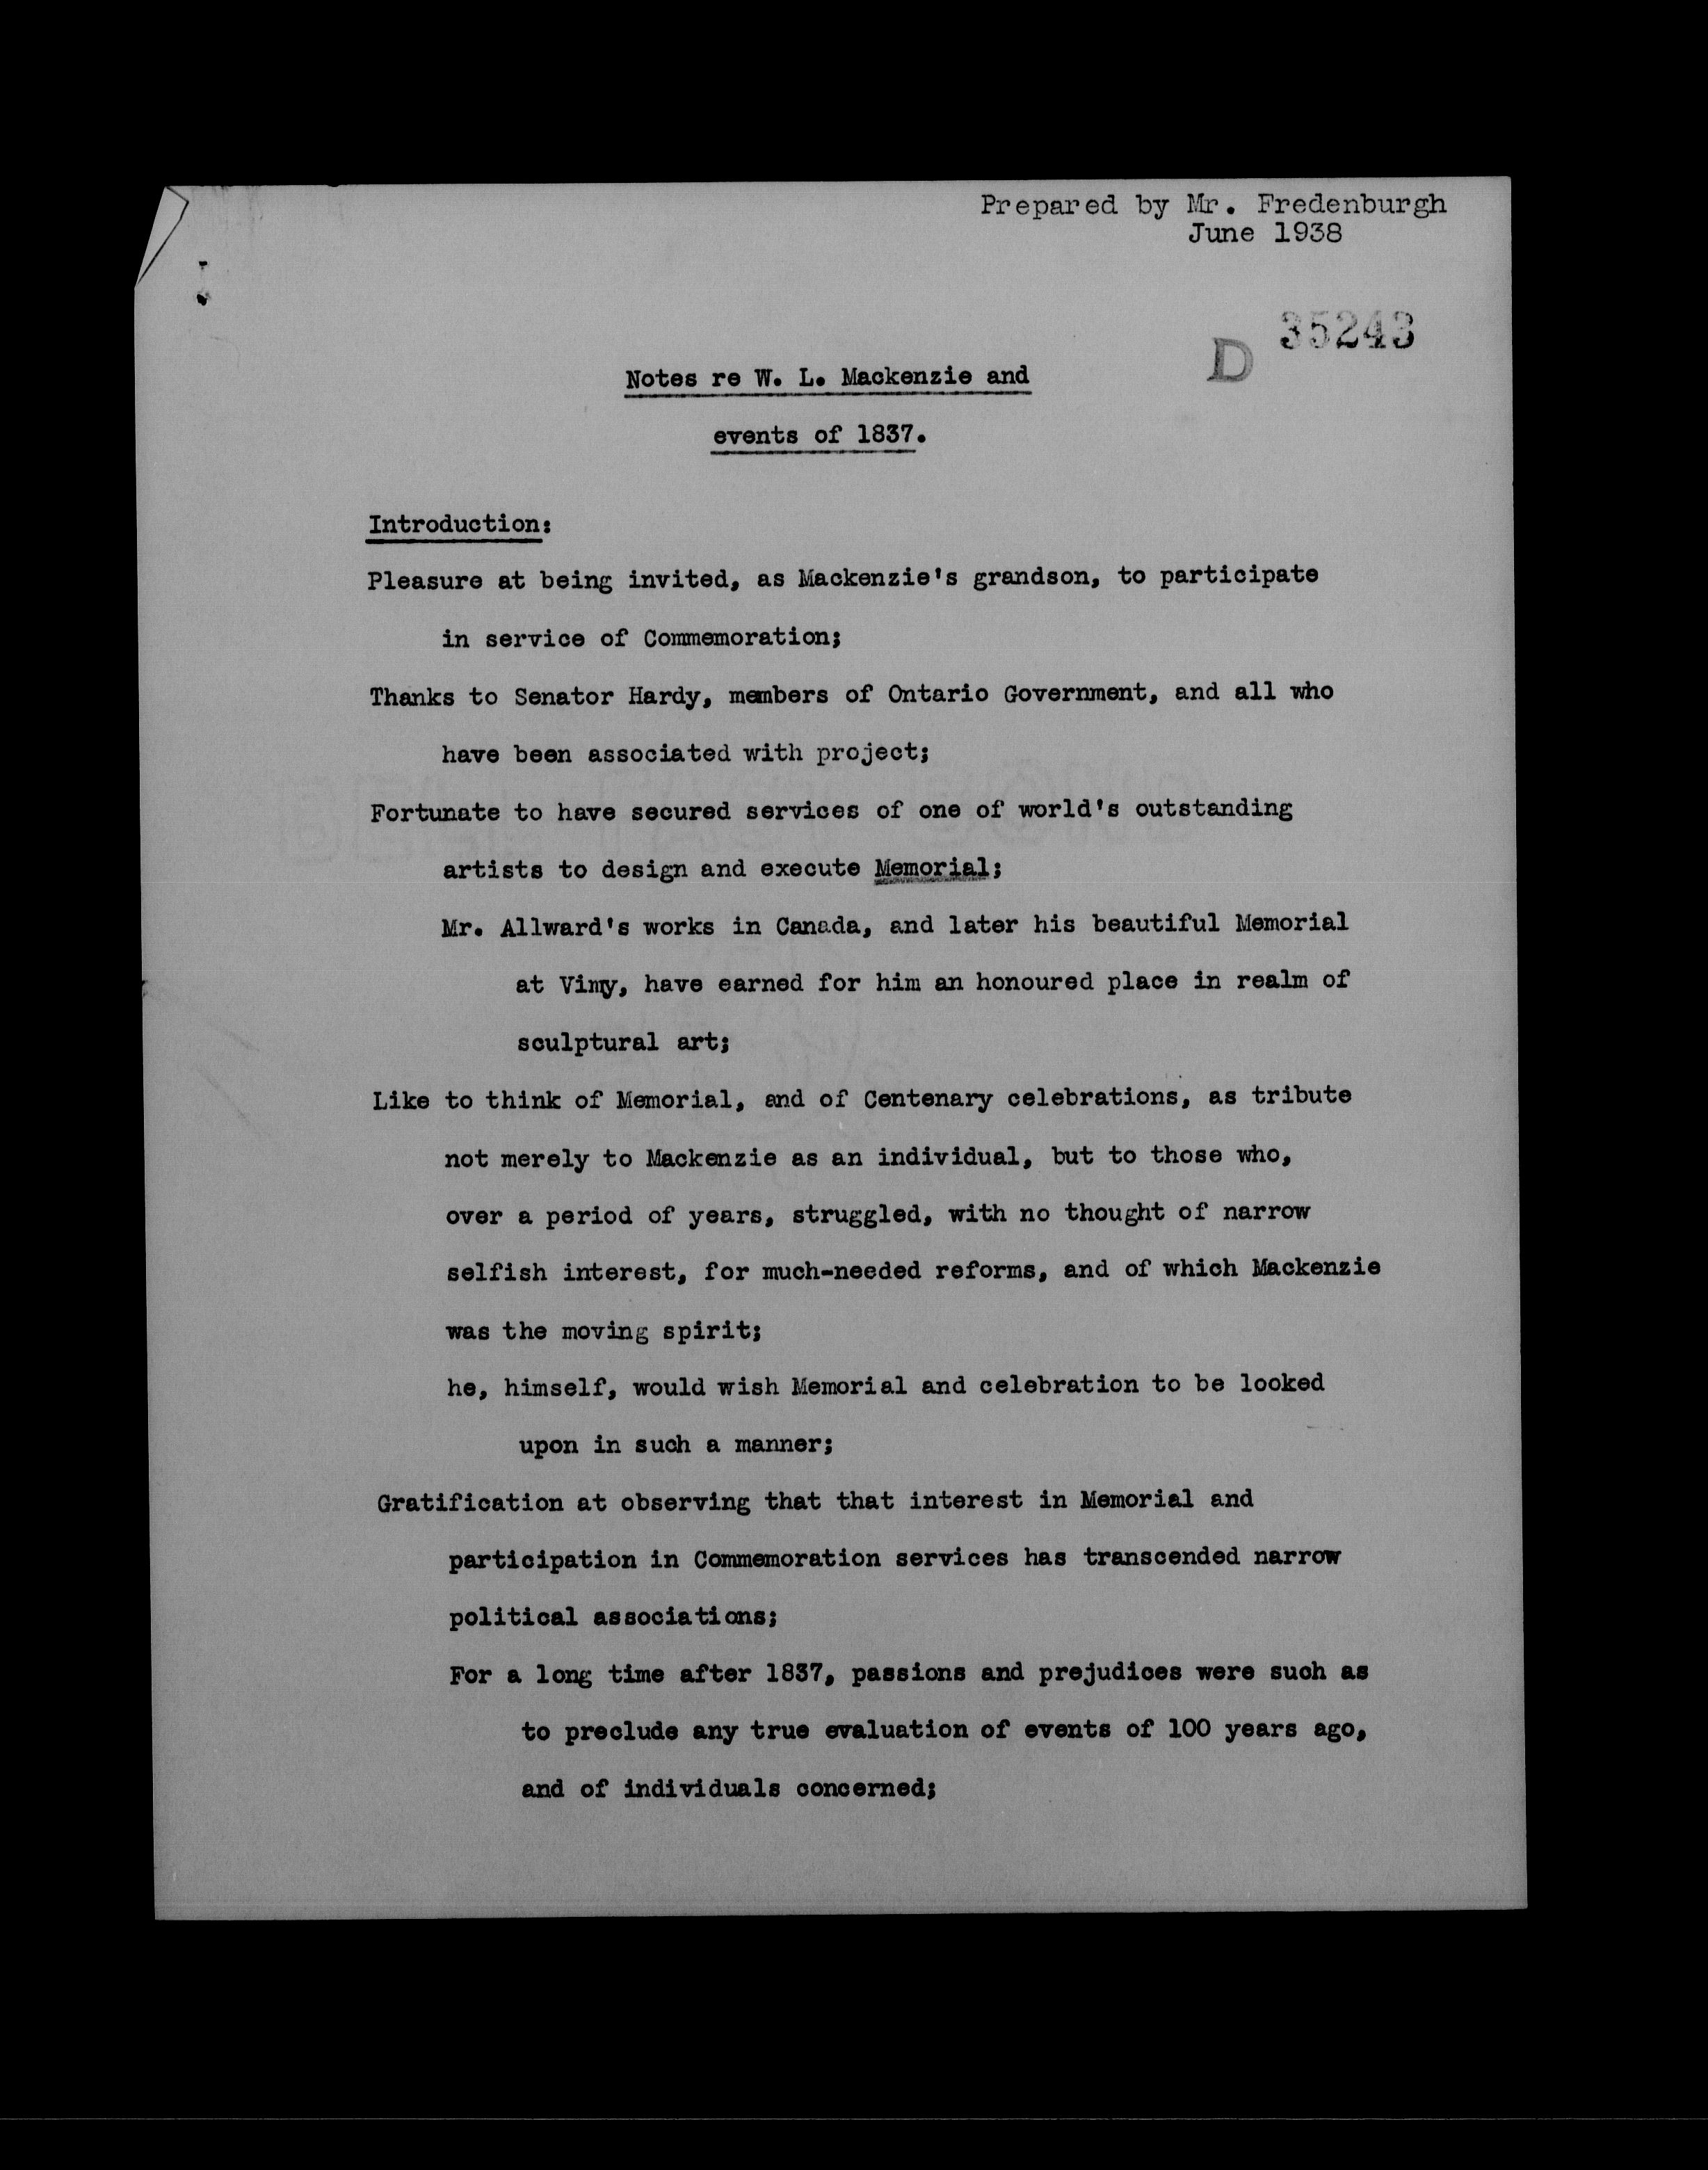 Prepared by Mr. Fredenburgh
June 1938
35243
D
Notes re W. L. Mackenzie and
events of 1837.
Introduction:
Pleasure at being invited, as Mackenzie's grandson, to participate
in service of Commemoration;
Thanks to Senator Hardy, members of Ontario Government, and all who
have been associated with project;
Fortunate to have secured services of one of world's outstanding
artists to design and execute Memorial;
Mr. Allward's works in Canada, and later his beautiful Memorial
at Vimy, have earned for him an honoured place in realm of
sculptural art;
Like to think of Memorial, and of Centenary celebrations, as tribute
not merely to Mackenzie as an individual, but to those who,
over a period of years, struggled, with no thought of narrow
selfish interest, for much-needed reforms, and of which Mackenzie
was the moving spirit;
he, himself, would wish Memorial and celebration to be looked
upon in such a manner;
Gratification at observing that that interest in Memorial and
participation in Commemoration services has transcended narrow
political associations;
For a long time after 1837, passions and prejudices were such as
to preclude any true evaluation of events of 100 years ago,
and of individuals concerned;